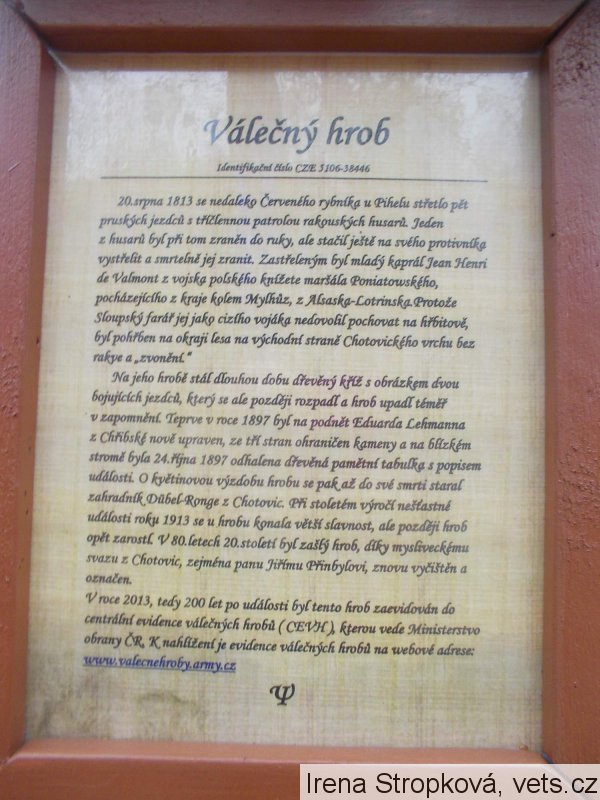 Válečný hrob
Identifikační číslo CZE 5106-38446
20.srpna 1813 se nedaleko Červeného rybníka u Pihelu střetlo pět
pruských jezdců s tříčlennou patrolou rakouských husarů. Jeden
z husarů byl při tom zraněn do ruky, ale stačil ještě na svého protivníka
vystřelit a smrtelně jej zranit. Zastřeleným byl mladý kaprál Jean Henri
de Valmont z vojska polského knížete maršála Poniatowského,
pocházejícího z kraje kolem Mylhúz, z Alsaska-Lotrinska.Protože
Sloupský farář jej jako cizího vojáka nedovolil pochovat na hřbitově,
byl pohřben na okraji lesa na východní straně Chotovického vrchu bez
rakve a „zvonění."
Na jeho hrobě stál dlouhou dobu dřevěný kříž s obrázkem dvou
bojujících jezdců, který se ale později rozpadl a hrob upadl téměř
v zapomnění. Teprve v roce 1897 byl na podnět Eduarda Lehmanna
z Chřibské nově upraven, ze tří stran ohraničen kameny a na blízkém
stromě byla 24.října 1897 odhalena dřevěná pamětní tabulka s popisem
události. O květinovou výzdobu hrobu se pak až do své smrti staral
zahradník Dübel-Ronge z Chotovic. Při stoletém výročí nešťastné
události roku 1913 se u hrobu konala větší slavnost, ale později hrob
opět zarostl. V 80.letech 20.století byl zašlý hrob, díky mysliveckému
svazu z Chotovic, zejména panu Jiřímu Přinbylovi, znovu vyčištěn a
označen.
V roce 2013, tedy 200 let po události byl tento hrob zaevidován do
centrální evidence válečných hrobů ( CEVH ), kterou vede Ministerstvo
obrany ČR. K nahlížení je evidence válečných hrobů na webové adrese:
www.valecnehroby.army.cz
Irena Stropková, vets.cz